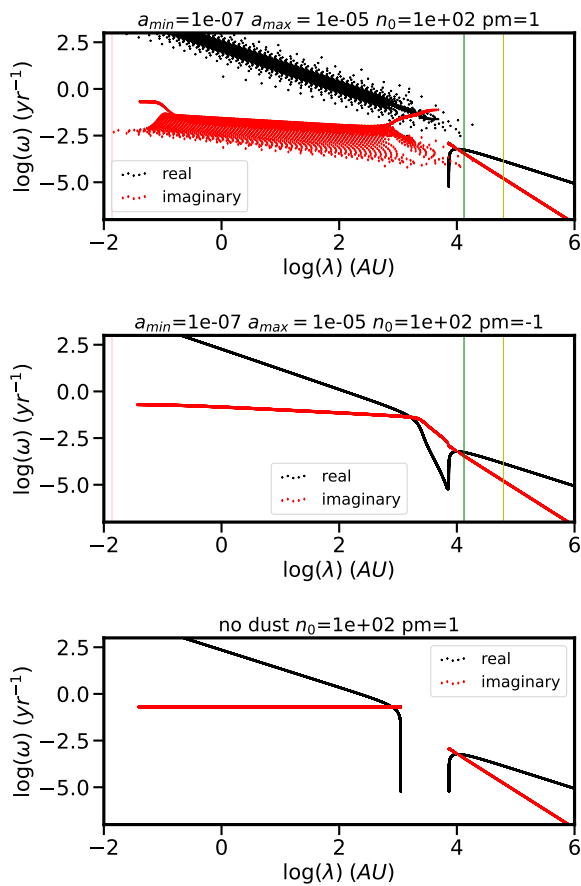 a_min=1e-07 a_max = 1e-05 n_0=1e+02 pm=1
log(ω) (yr^−1)
2.5
0.0
−2.5
−5.0
real
imaginary
−2 0 2 4 6
log(λ) (AU)
a_min=1e-07 a_max = 1e-05 n_0=1e+02 pm=-1
log(ω) (yr^−1)
2.5
0.0
−2.5
−5.0
real
imaginary
−2 0 2 4 6
log(λ) (AU)
no dust n_0=1e+02 pm=1
log(ω) (yr^−1)
2.5
0.0
−2.5
−5.0
real
imaginary
−2 0 2 4 6
log(λ) (AU)